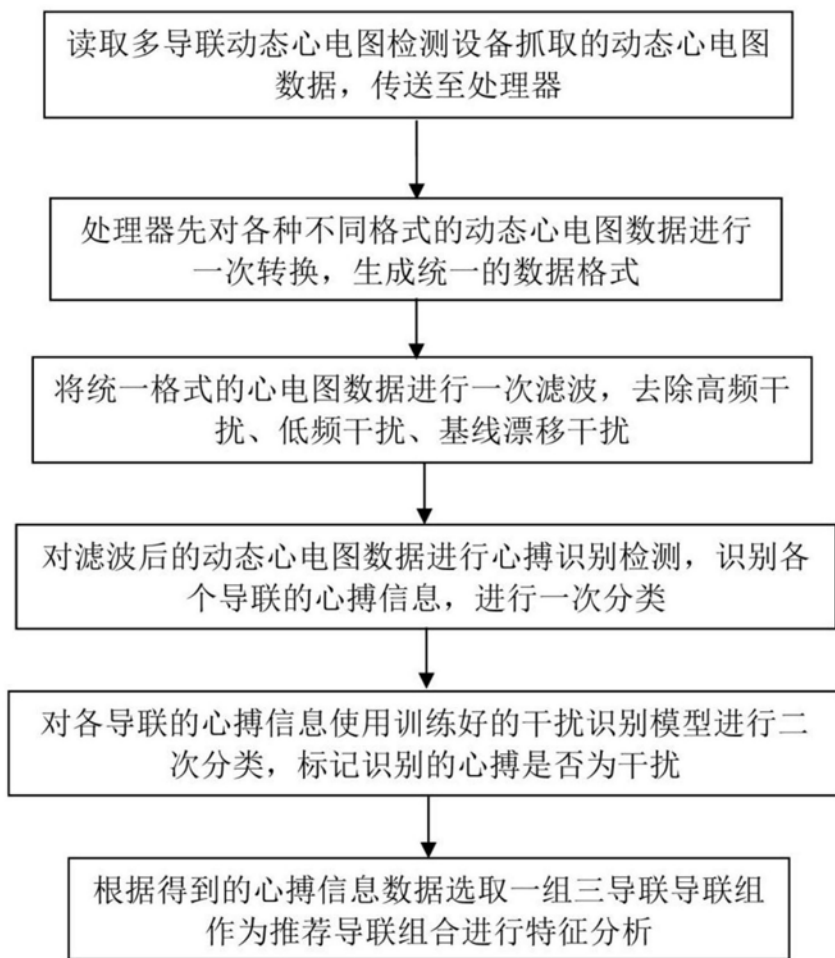 读取多导联动态心电图检测设备抓取的动态心电图
数据，传送至处理器
处理器先对各种不同格式的动态心电图数据进行
一次转换，生成统一的数据格式
将统一格式的心电图数据进行一次滤波，去除高频干
扰、低频干扰、基线漂移干扰
对滤波后的动态心电图数据进行心搏识别检测，识别各
个导联的心搏信息，进行一次分类
对各导联的心搏信息使用训练好的干扰识别模型进行二
次分类，标记识别的心搏是否为干扰
根据得到的心搏信息数据选取一组三导联导联组
作为推荐导联组合进行特征分析